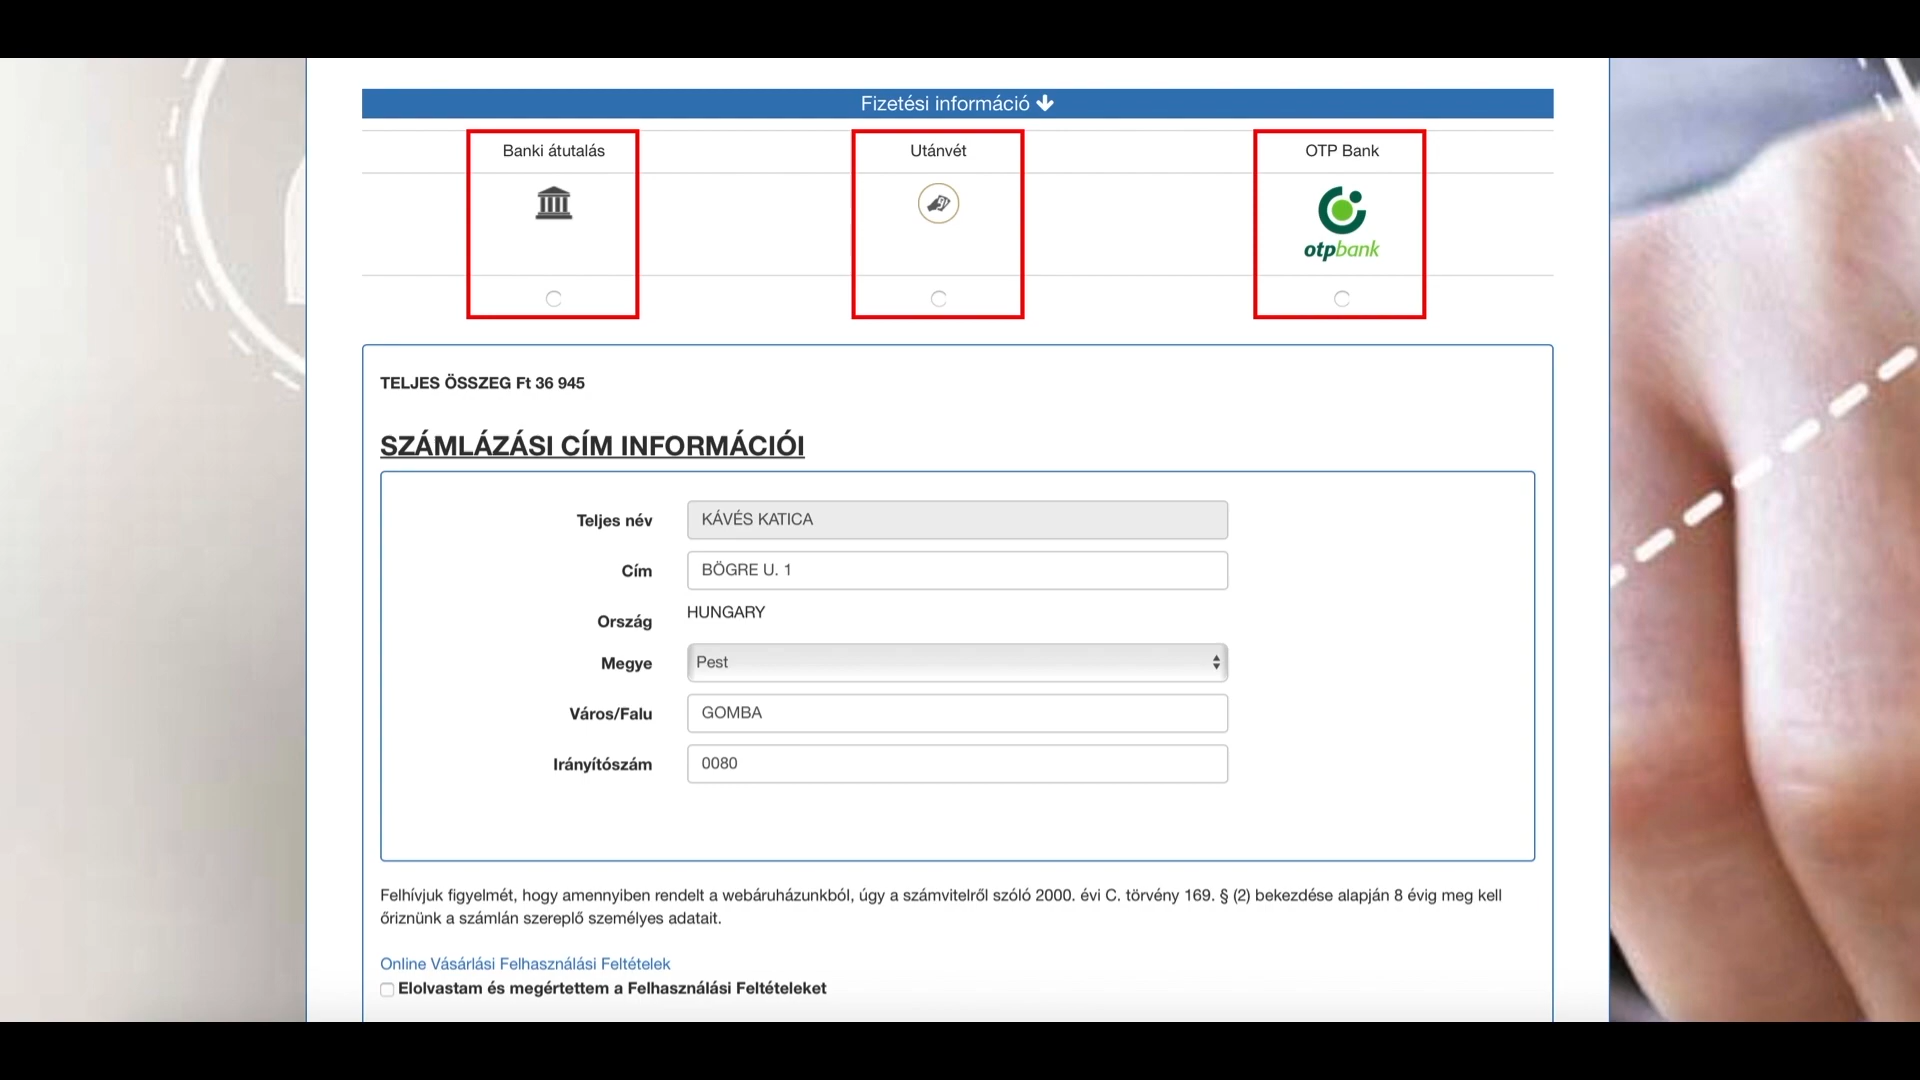 Fizetési információ
Banki átutalás
Utánvét
OTP Bank
otpbank
TELJES ÖSSZEG Ft 36 945
SZÁMLÁZÁSI CÍM INFORMÁCIÓI
Teljes név KÁVÉS KATICA
Cím BÖGRE U. 1
Ország HUNGARY
Megye Pest
Város/Falu GOMBA
Irányítószám 0080
Felhívjuk figyelmét, hogy amennyiben rendelt a webáruházunkból, úgy a számvitelről szóló 2000. évi C. törvény 169. § (2) bekezdése alapján 8 évig meg kell
őriznünk a számlán szereplő személyes adatait.
Online Vásárlási Felhasználási Feltételek
Elolvastam és megértettem a Felhasználási Feltételeket